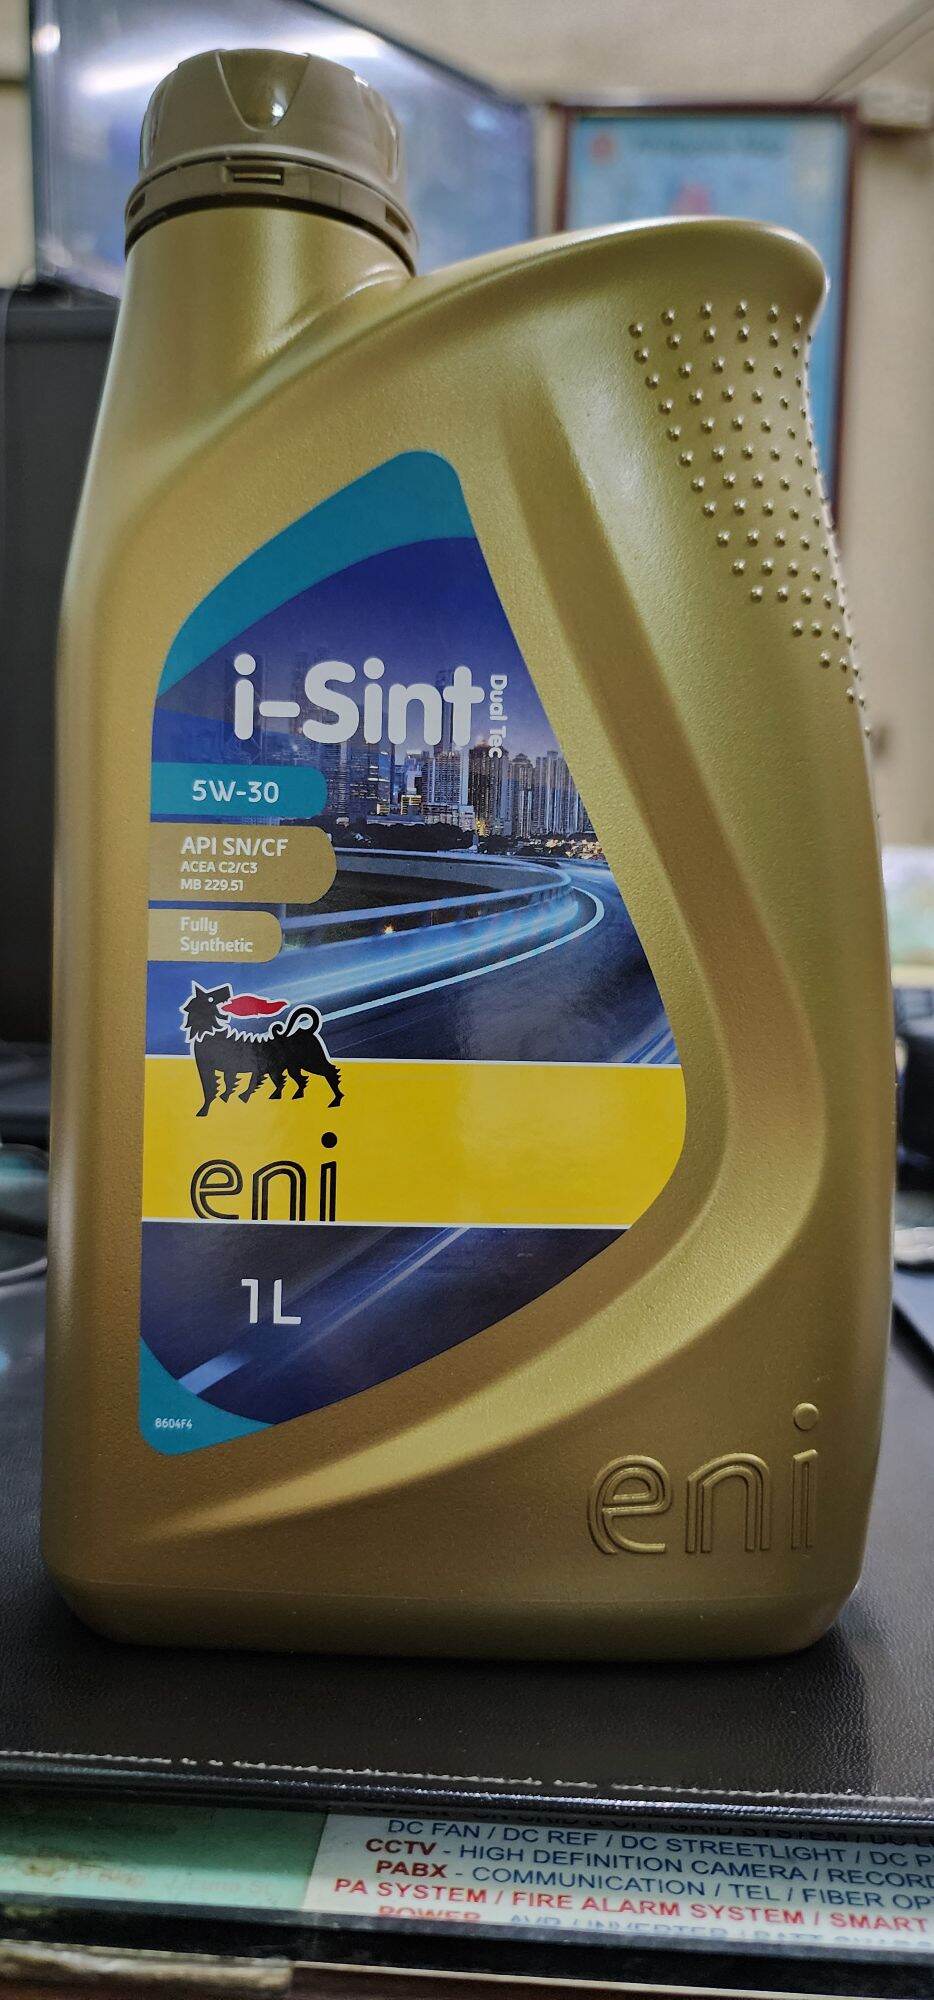 i-Sint
Dual Tec
5W-30
API SN/CF
ACEA C2/C3
MB 229.51
Fully
Synthetic
eni
1L
8604F4
eni
DC FAN / DC REF / DC STREETLIGHT / DC
CCTV - HIGH DEFINITION CAMERA / RECORD
PABX - COMMUNICATION / TEL / FIBER
PA SYSTEM / FIRE ALARM SYSTEM / SMART